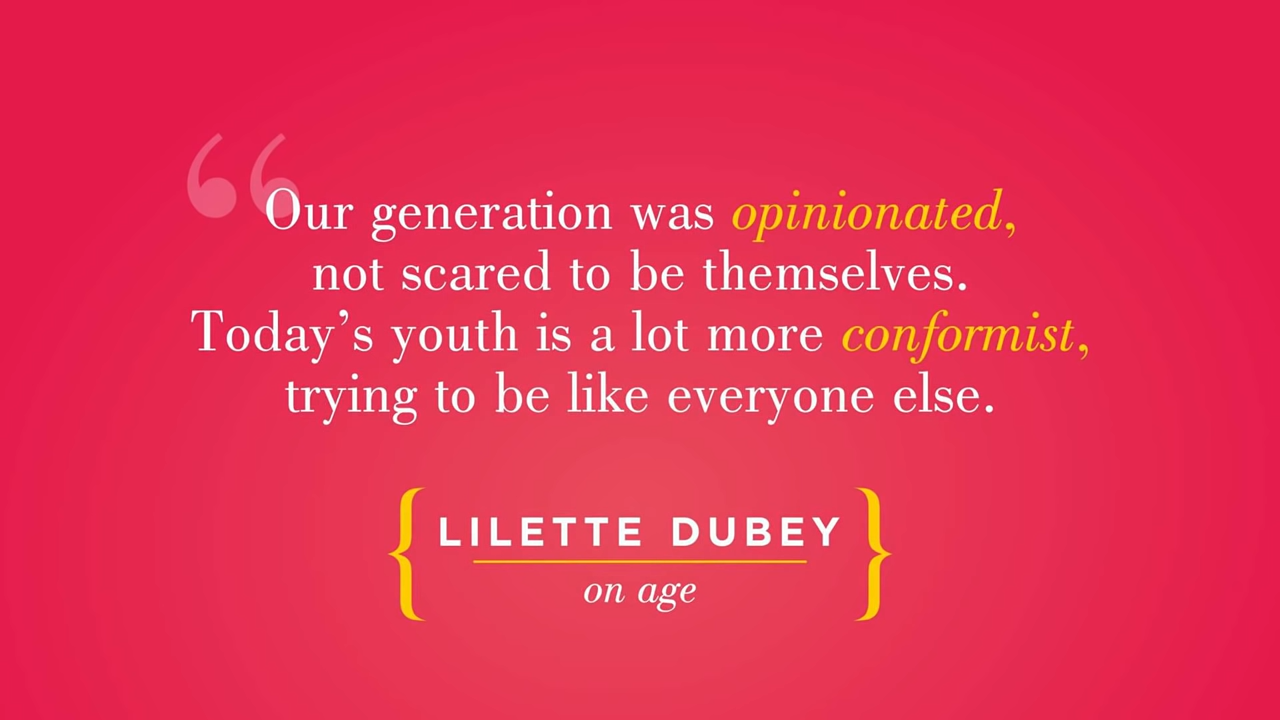 “Our generation was opinionated,
not scared to be themselves.
Today’s youth is a lot more conformist,
trying to be like everyone else.
{ LILETTE DUBEY }
on age